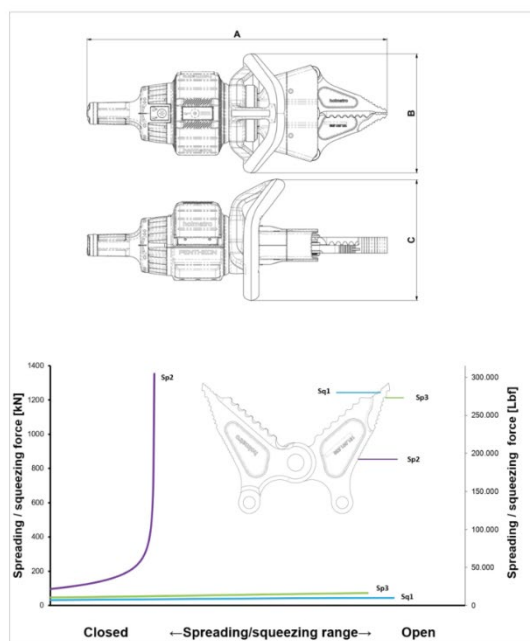 A
B
holmatro
C
PENTHEON
1400
1200
1000
800
600
400
200
0
Spreading / squeezing force [kN]
Sp2
Sq1
Sp3
Sp2
Sp3
Sq1
300.000
250.000
200.000
150.000
100.000
50.000
0
Spreading / squeezing force [Lbf]
Closed ←Spreading/squeezing range→ Open